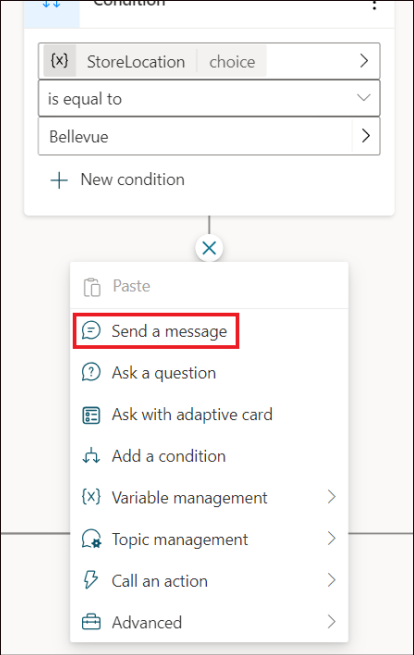 Condition
{x} StoreLocation choice
is equal to
Bellevue
New condition
Paste
Send a message
Ask a question
Ask with adaptive card
Add a condition
{x} Variable management
Topic management
Call an action
Advanced